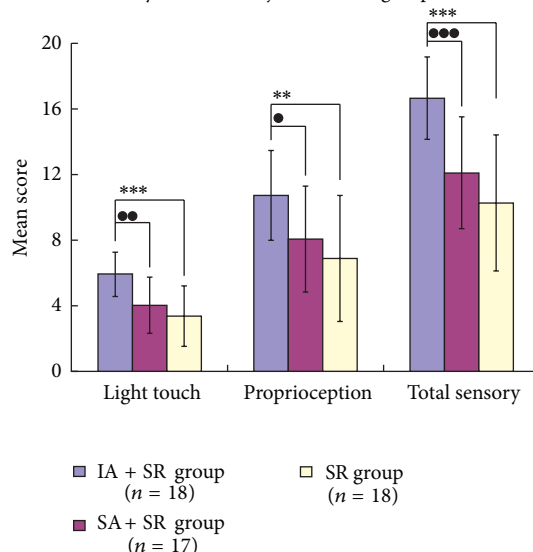 ***
●●●
20
16
12
8
4
0
Mean score
**
●
***
●●
Light touch
Proprioception
Total sensory
IA + SR group
(n = 18)
SR group
(n = 18)
SA + SR group
(n = 17)